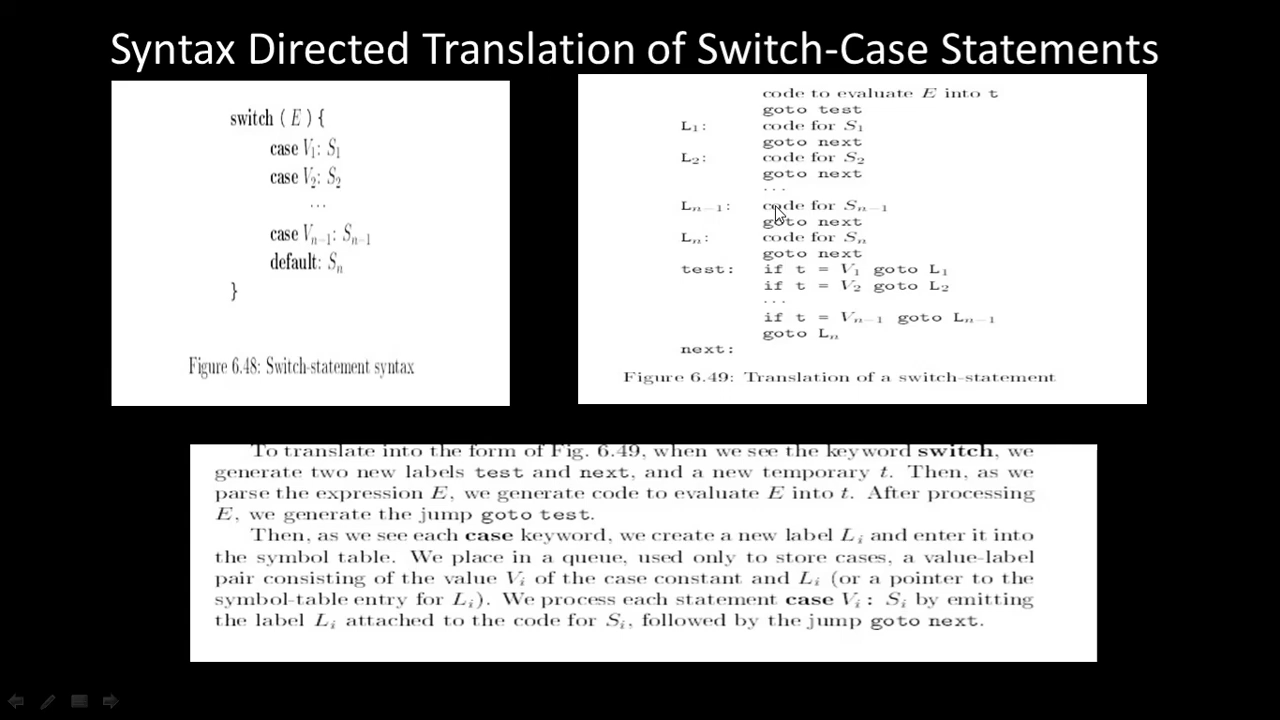 Syntax Directed Translation of Switch-Case Statements
switch ( E ) {
case V₁: S₁
case V₂: S₂
...
case Vₙ₋₁: Sₙ₋₁
default: Sₙ
}
Figure 6.48: Switch-statement syntax
code to evaluate E into t
goto test
L₁: code for S₁
goto next
L₂: code for S₂
goto next
...
Lₙ₋₁: code for Sₙ₋₁
goto next
Lₙ: code for Sₙ
goto next
test: if t = V₁ goto L₁
if t = V₂ goto L₂
...
if t = Vₙ₋₁ goto Lₙ₋₁
goto Lₙ
next:
Figure 6.49: Translation of a switch-statement
To translate into the form of Fig. 6.49, when we see the keyword switch, we
generate two new labels test and next, and a new temporary t. Then, as we
parse the expression E, we generate code to evaluate E into t. After processing
E, we generate the jump goto test.
Then, as we see each case keyword, we create a new label Lᵢ and enter it into
the symbol table. We place in a queue, used only to store cases, a value-label
pair consisting of the value Vᵢ of the case constant and Lᵢ (or a pointer to the
symbol-table entry for Lᵢ). We process each statement case Vᵢ: Sᵢ by emitting
the label Lᵢ attached to the code for Sᵢ, followed by the jump goto next.